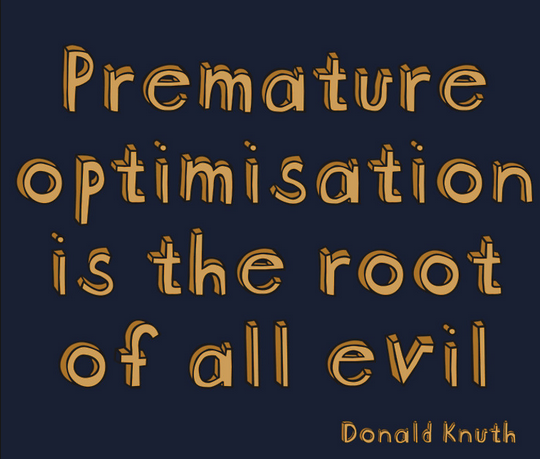 Premature
optimisation
is the root
of all evil
Donald Knuth